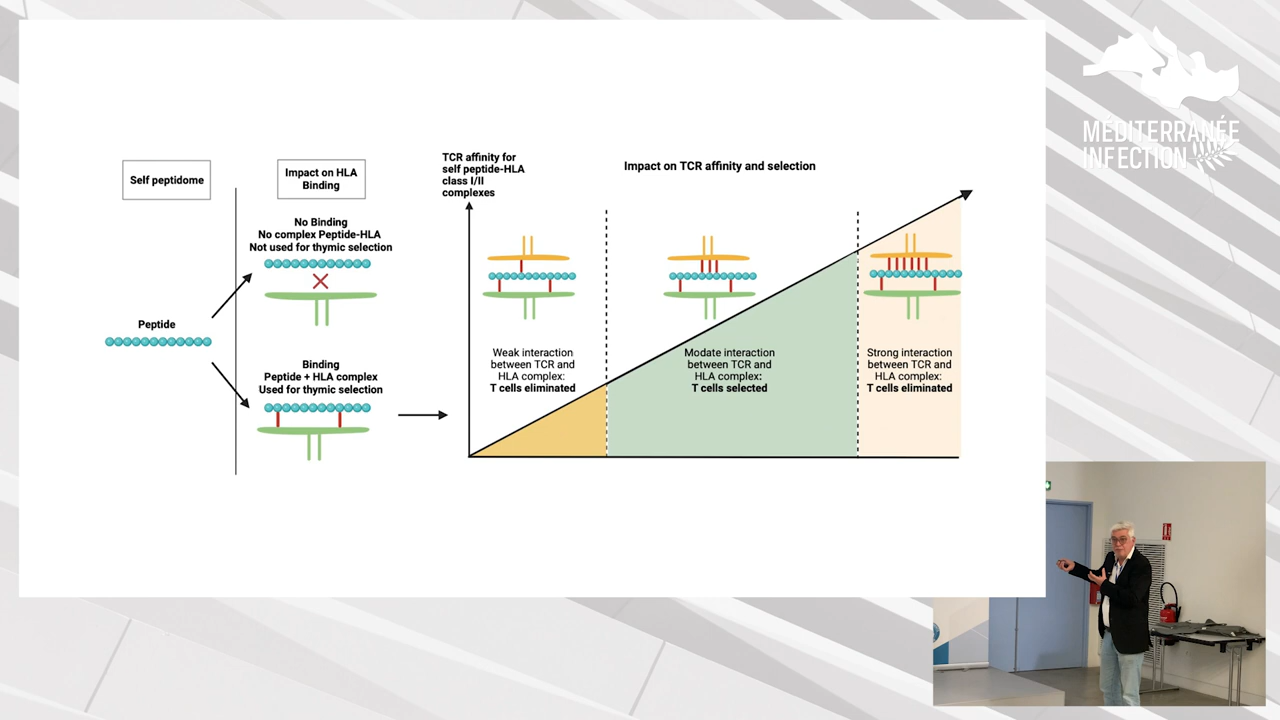 MÉDITERRANÉE
INFECTION
Self peptidome
Impact on HLA
Binding
TCR affinity for
self peptide-HLA
class I/II
complexes
Impact on TCR affinity and selection
No Binding
No complex Peptide-HLA
Not used for thymic selection
Peptide
Binding
Peptide + HLA complex
Used for thymic selection
Weak interaction
between TCR and
HLA complex:
T cells eliminated
Modate interaction
between TCR and
HLA complex:
T cells selected
Strong interaction
between TCR and
HLA complex:
T cells eliminated